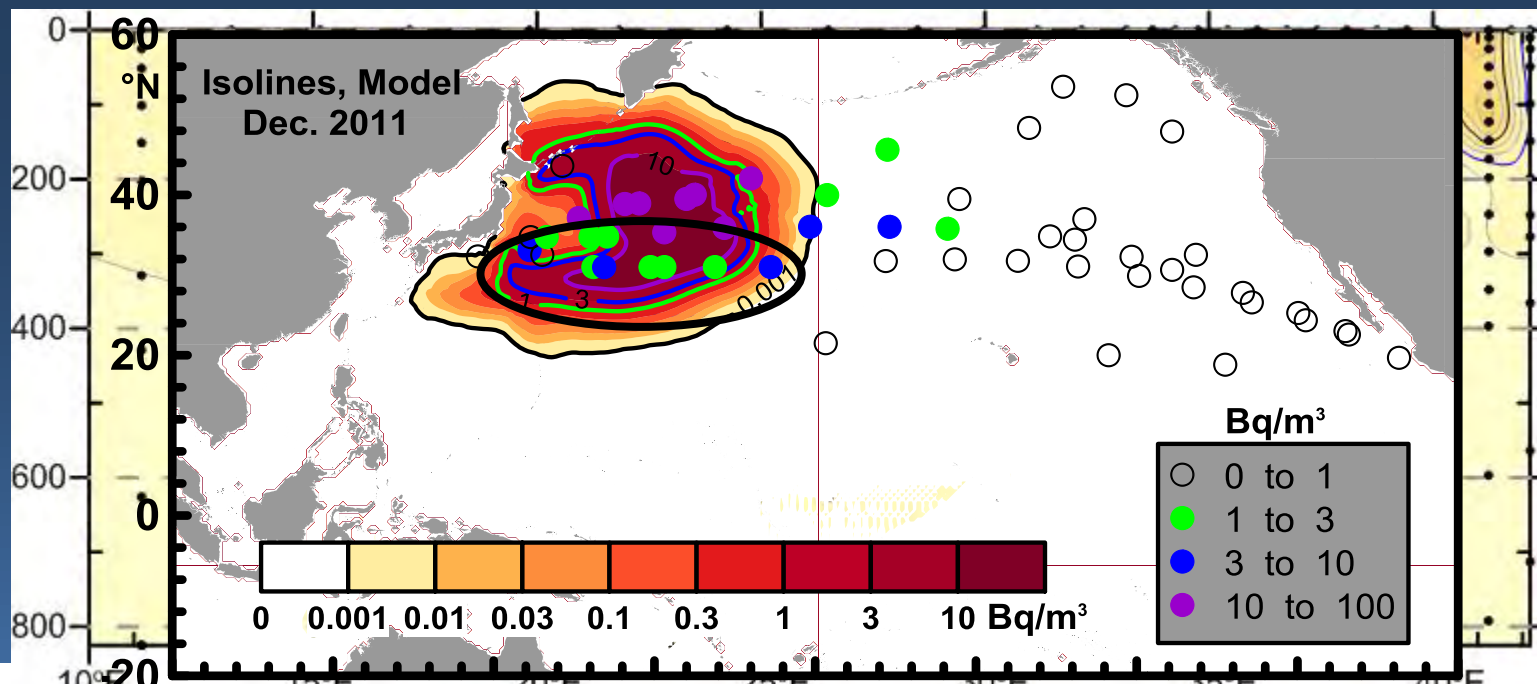 0
200
400
600
800
60
°N
40
20
0
20
Isolines, Model
Dec. 2011
10
1
3
0.001
0 0.001 0.01 0.03 0.1 0.3 1 3 10 Bq/m³
Bq/m³
0 to 1
1 to 3
3 to 10
10 to 100